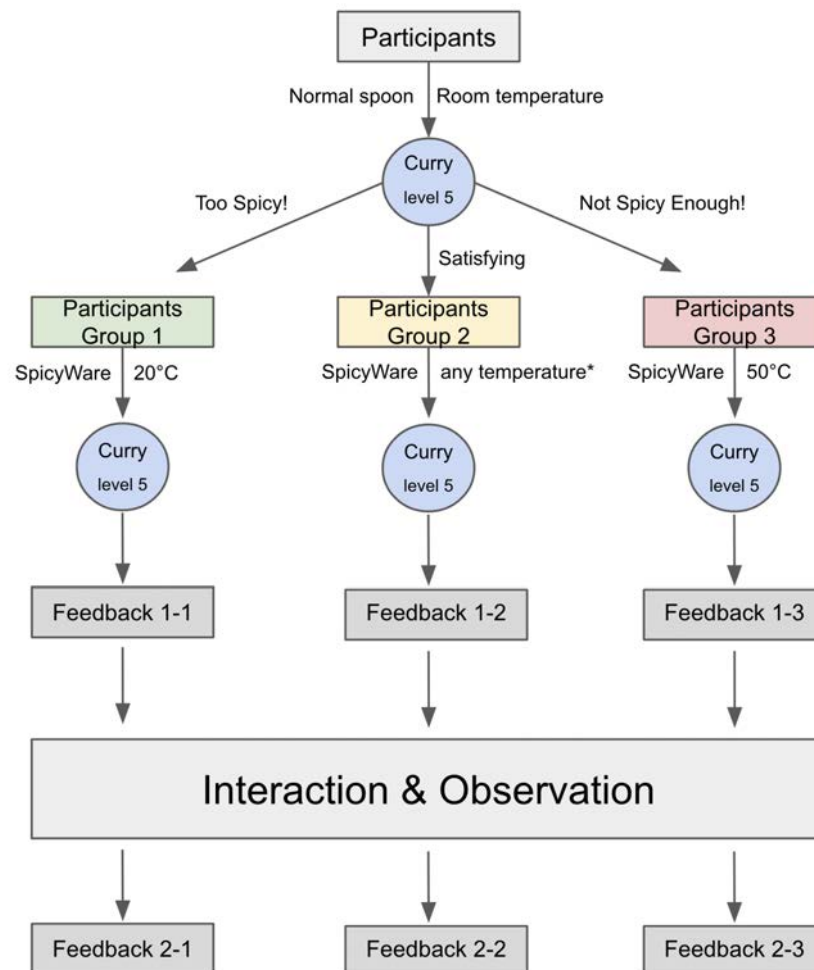 Participants
Normal spoon
Room temperature
Curry
level 5
Too Spicy!
Not Spicy Enough!
Satisfying
Participants
Group 1
Participants
Group 2
Participants
Group 3
SpicyWare
20°C
SpicyWare
any temperature*
SpicyWare
50°C
Curry
level 5
Curry
level 5
Curry
level 5
Feedback 1-1
Feedback 1-2
Feedback 1-3
Interaction & Observation
Feedback 2-1
Feedback 2-2
Feedback 2-3